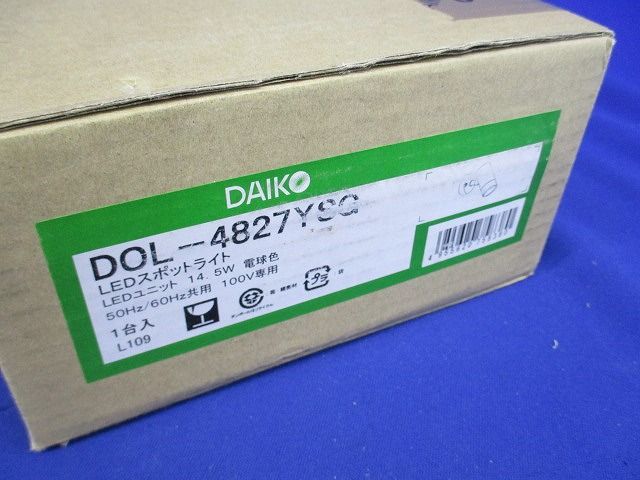 DAIKO
DOL-4827YSG
LEDスポットライト
LEDユニット 14.5W 電球色
50Hz/60Hz共用 100V専用
1台入
L109
プラ